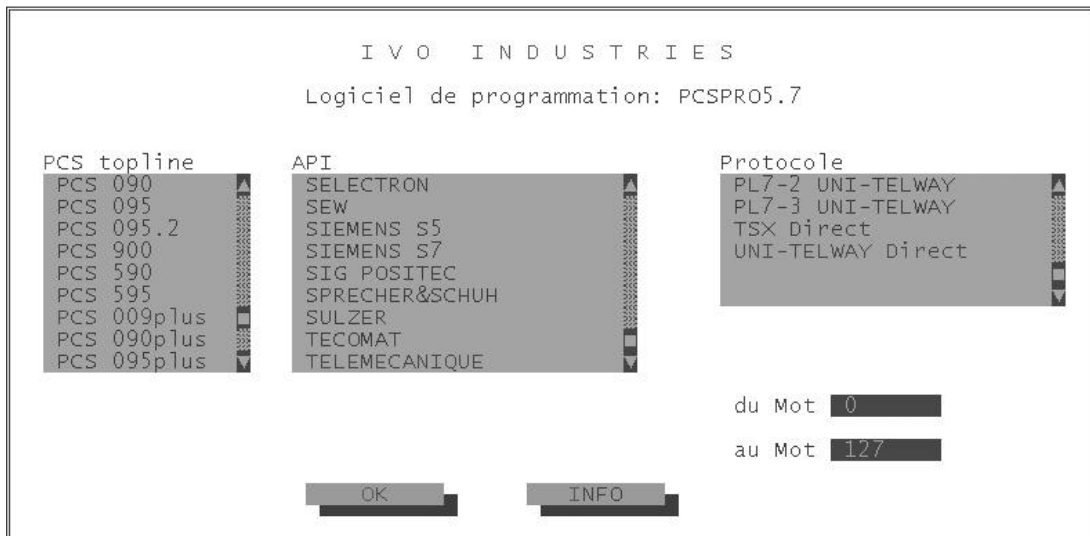 I V O I N D U S T R I E S
Logiciel de programmation: PCSPRO5.7
PCS topline
PCS 090
PCS 095
PCS 095.2
PCS 900
PCS 590
PCS 595
PCS 009plus
PCS 090plus
PCS 095plus
API
SELECTRON
SEW
SIEMENS S5
SIEMENS S7
SIG POSITEC
SPRECHER&SCHUH
SULZER
TECOMAT
TELEMECANIQUE
Protocole
PL7-2 UNI-TELWAY
PL7-3 UNI-TELWAY
TSX Direct
UNI-TELWAY Direct
du Mot 0
au Mot 127
OK
INFO